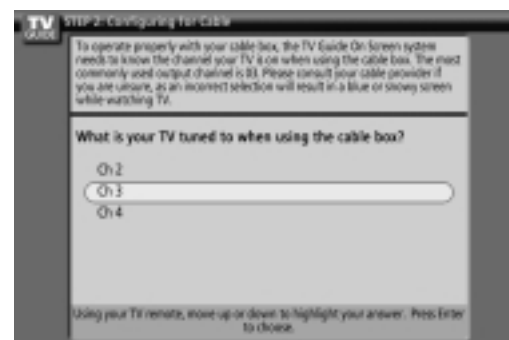 TV
GUIDE
STEP 2: Configuring for Cable
To operate properly with your cable box, the TV Guide On Screen system
needs to know the channel your TV is on when using the cable box. The most
commonly used output channel is 03. Please consult your cable provider if
you are unsure, as an incorrect selection will result in a blue or snowy screen
while watching TV.
What is your TV tuned to when using the cable box?
Ch 2
Ch 3
Ch 4
Using your TV remote, move up or down to highlight your answer. Press Enter
to choose.